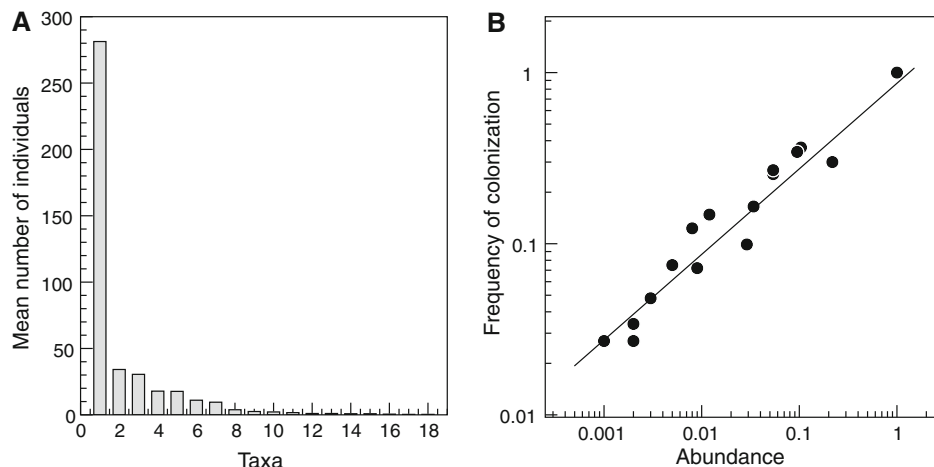 A
Mean number of individuals
300
250
200
150
100
50
0
0 2 4 6 8 10 12 14 16 18
Taxa
B
Frequency of colonization
1
0.1
0.01
0.001 0.01 0.1 1
Abundance